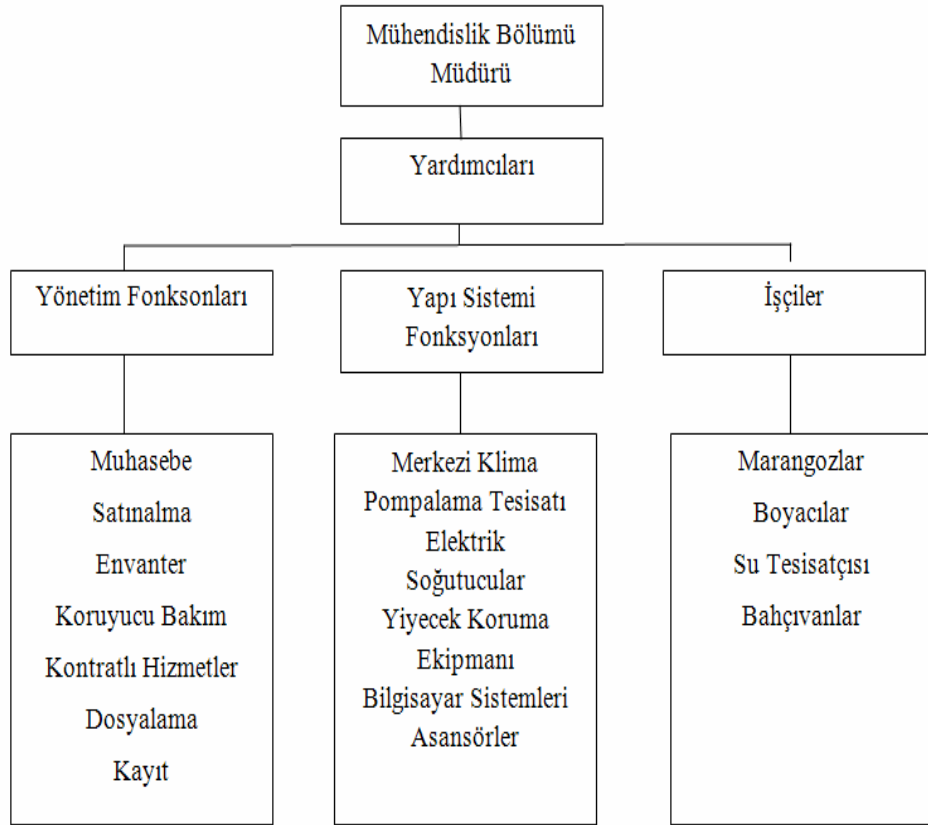 Mühendislik Bölümü
Müdürü
Yardımcıları
Yönetim Fonksonları
Yapı Sistemi
Fonksyonları
İşçiler
Muhasebe
Satınalma
Envanter
Koruyucu Bakım
Kontratlı Hizmetler
Dosyalama
Kayıt
Merkezi Klima
Pompalama Tesisatı
Elektrik
Soğutucular
Yiyecek Koruma
Ekipmanı
Bilgisayar Sistemleri
Asansörler
Marangozlar
Boyacılar
Su Tesisatçısı
Bahçıvanlar